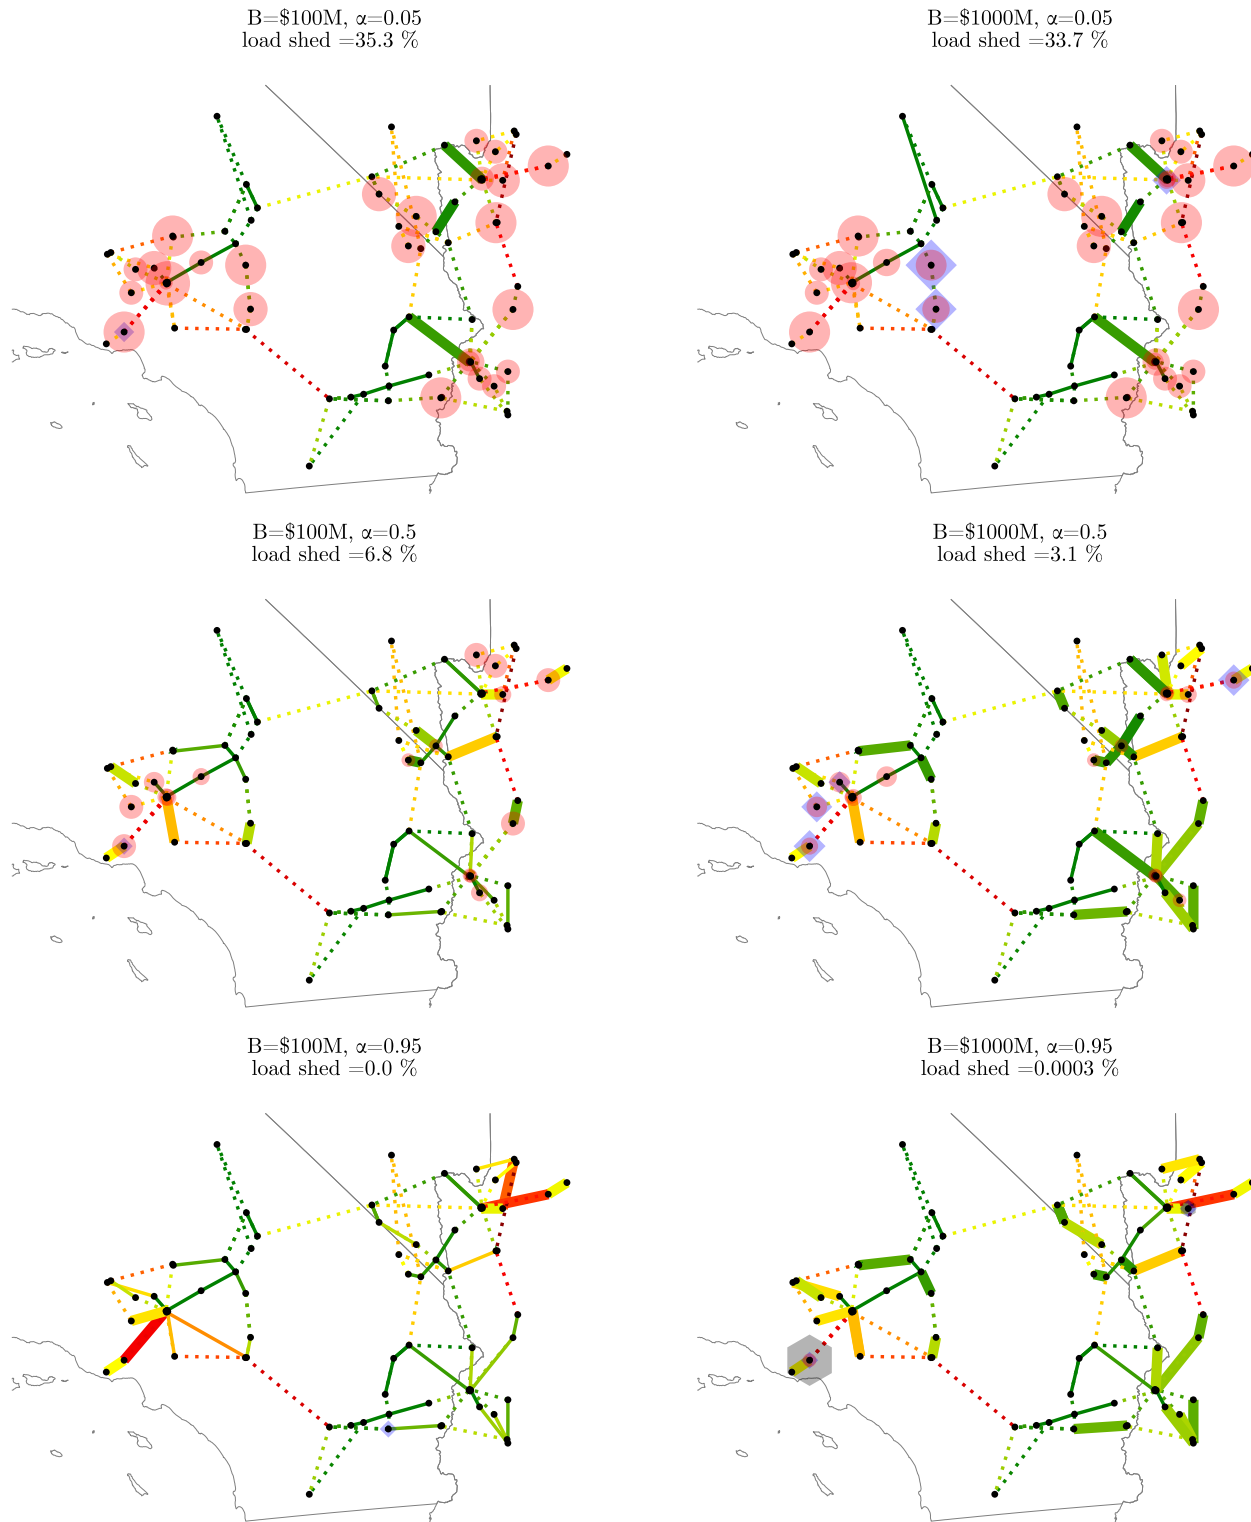 B=$100M, α=0.05
load shed =35.3 %
B=$1000M, α=0.05
load shed =33.7 %
B=$100M, α=0.5
load shed =6.8 %
B=$1000M, α=0.5
load shed =3.1 %
B=$100M, α=0.95
load shed =0.0 %
B=$1000M, α=0.95
load shed =0.0003 %